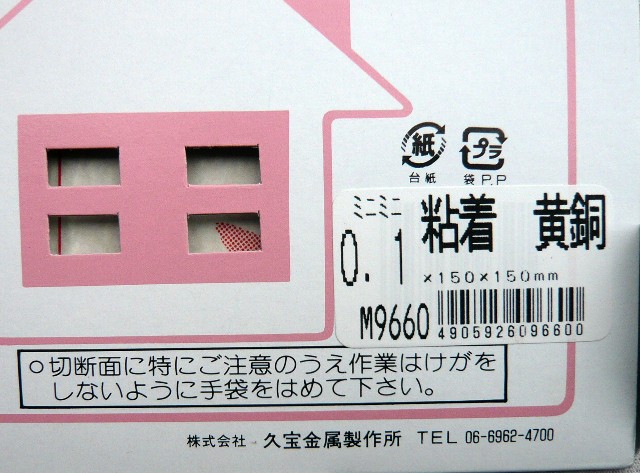 紙
プラ
台紙
袋P.P
ミニミニ
粘着 黄銅
0.1
×150×150mm
M9660
4905926096600
○切断面に特にご注意のうえ作業はけがを
しないように手袋をはめて下さい。
株式会社 久宝金属製作所 TEL 06-6962-4700